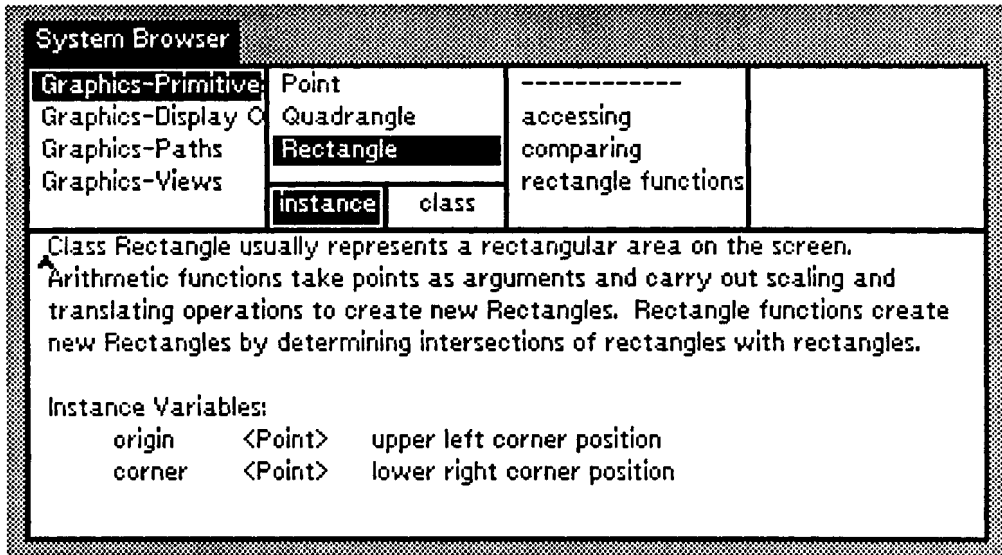 System Browser
Graphics-Primitive
Graphics-Display
Graphics-Paths
Graphics-Views
Point
Quadrangle
Rectangle
instance class
-------------
accessing
comparing
rectangle functions
Class Rectangle usually represents a rectangular area on the screen.
Arithmetic functions take points as arguments and carry out scaling and
translating operations to create new Rectangles. Rectangle functions create
new Rectangles by determining intersections of rectangles with rectangles.
Instance Variables:
origin <Point> upper left corner position
corner <Point> lower right corner position